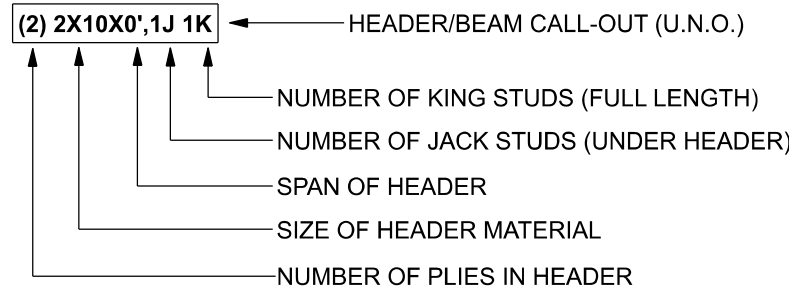 (2) 2X10X0',1J 1K
HEADER/BEAM CALL-OUT (U.N.O.)
NUMBER OF KING STUDS (FULL LENGTH)
NUMBER OF JACK STUDS (UNDER HEADER)
SPAN OF HEADER
SIZE OF HEADER MATERIAL
NUMBER OF PLIES IN HEADER